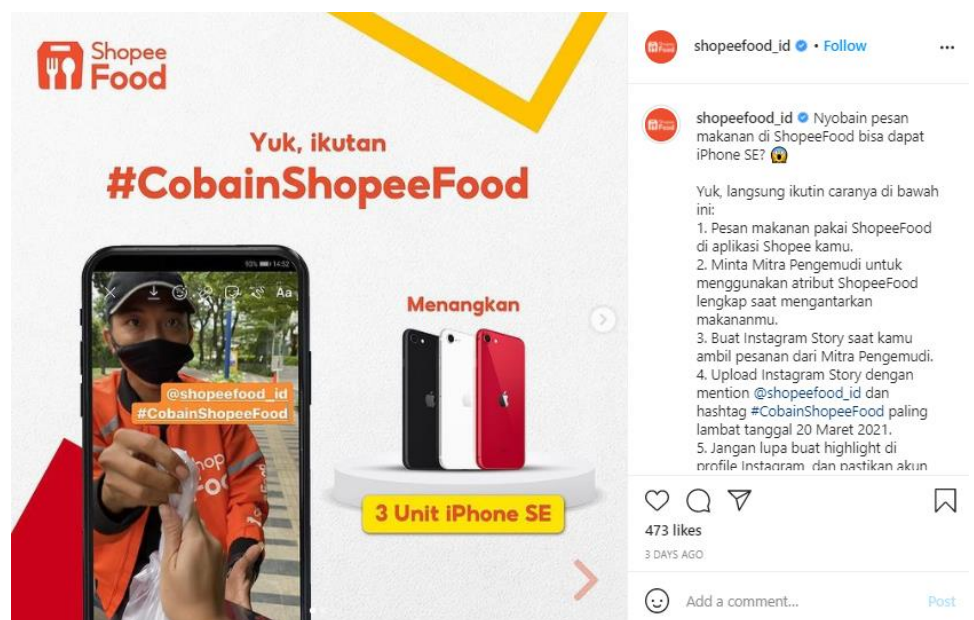 Shopee
Food
Yuk, ikutan
#CobainShopeeFood
93% 14:52
Aa
@shopeefood_id
#CobainShopeeFood
Menangkan
3 Unit iPhone SE
shopeefood_id • Follow
shopeefood_id Nyobain pesan
makanan di ShopeeFood bisa dapat
iPhone SE? 😱
Yuk, langsung ikutin caranya di bawah
ini:
1. Pesan makanan pakai ShopeeFood
di aplikasi Shopee kamu.
2. Minta Mitra Pengemudi untuk
menggunakan atribut ShopeeFood
lengkap saat mengantarkan
makananmu.
3. Buat Instagram Story saat kamu
ambil pesanan dari Mitra Pengemudi.
4. Upload Instagram Story dengan
mention @shopeefood_id dan
hashtag #CobainShopeeFood paling
lambat tanggal 20 Maret 2021.
5. Jangan lupa buat highlight di
profile Instagram, dan pastikan akun
473 likes
3 DAYS AGO
Add a comment...
Post